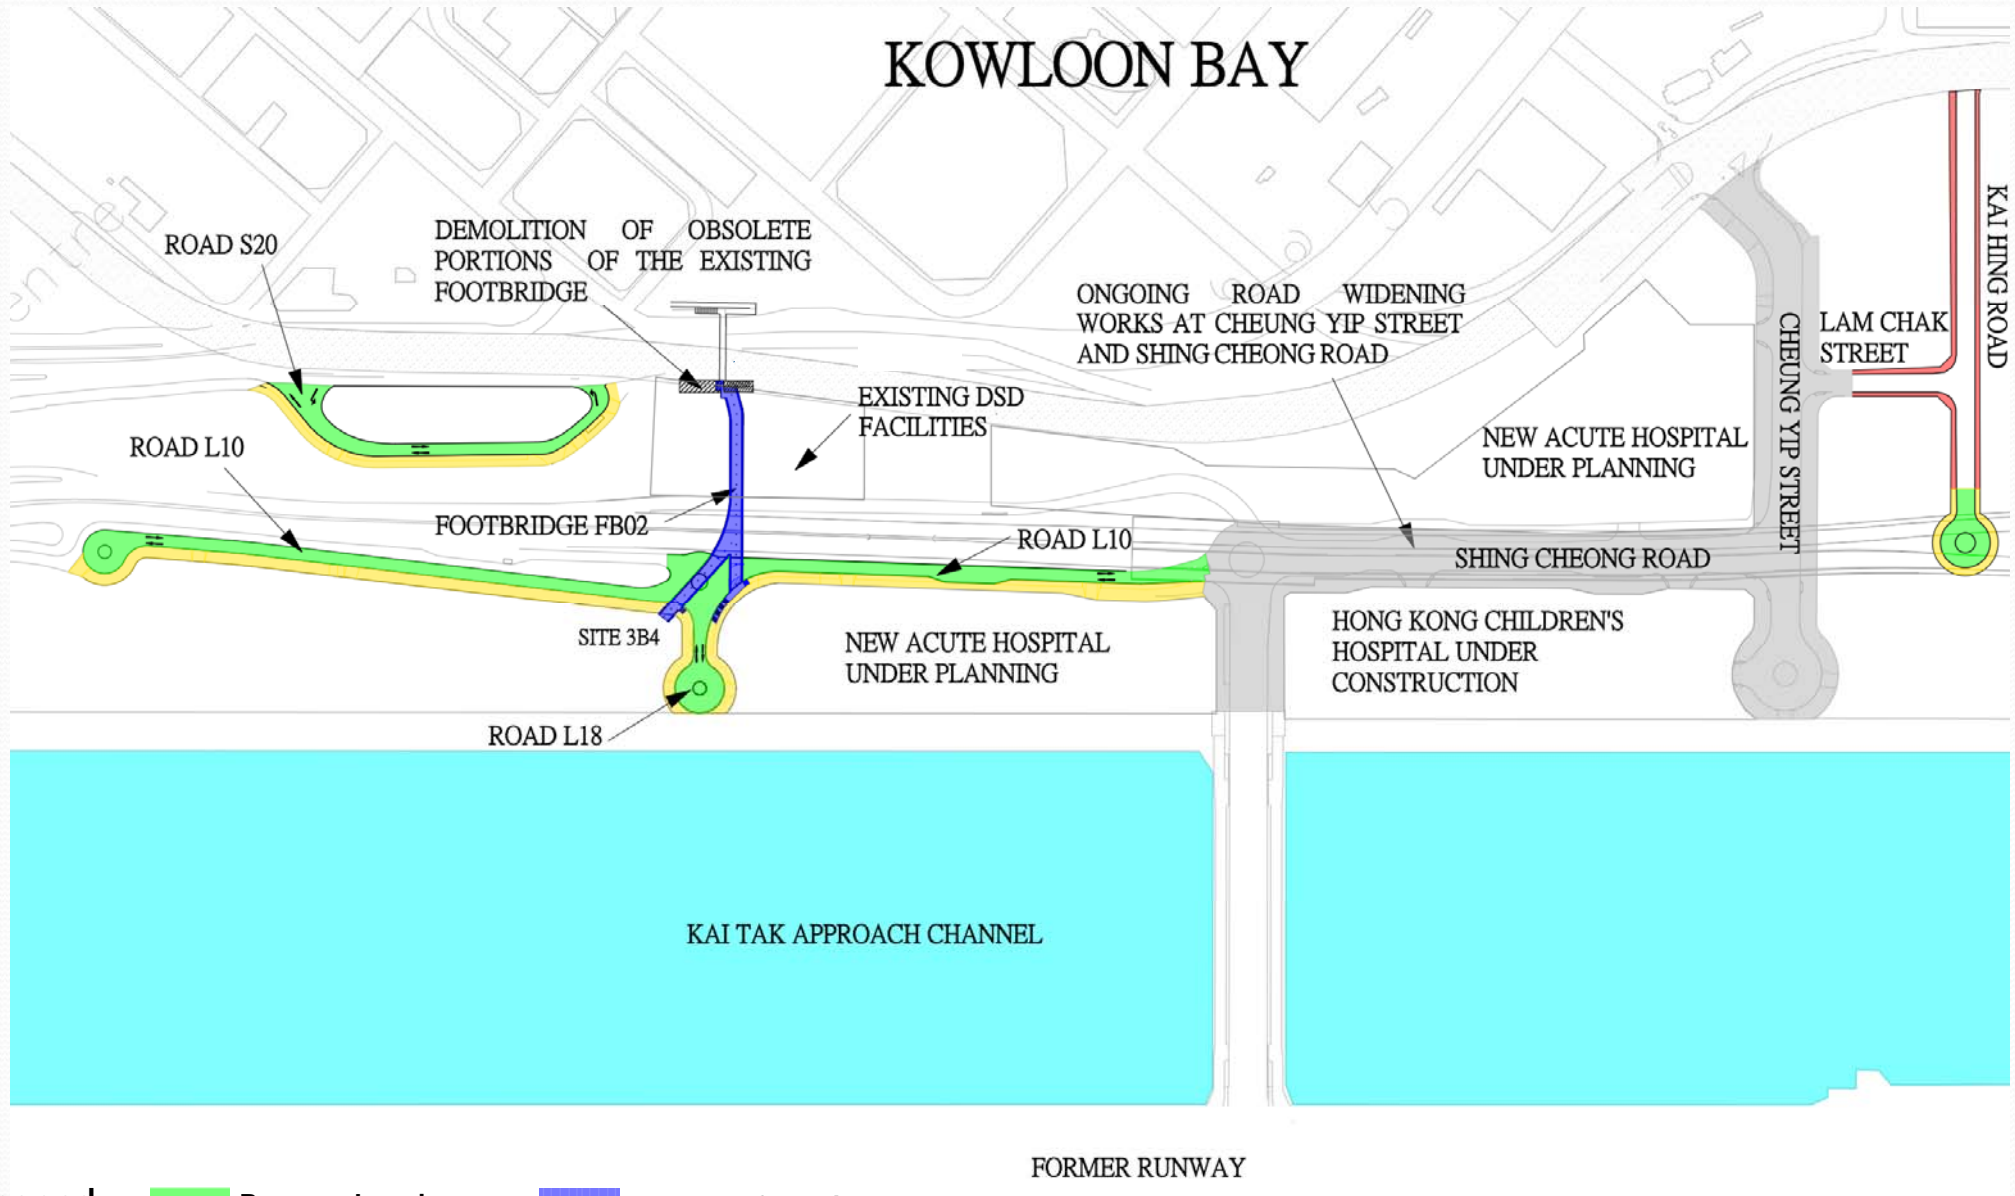 KOWLOON BAY
ROAD S20
DEMOLITION OF OBSOLETE
PORTIONS OF THE EXISTING
FOOTBRIDGE
ONGOING ROAD WIDENING
WORKS AT CHEUNG YIP STREET
AND SHING CHEONG ROAD
KAI HING ROAD
LAM CHAK
STREET
CHEUNG YIP STREET
EXISTING DSD
FACILITIES
ROAD L10
NEW ACUTE HOSPITAL
UNDER PLANNING
FOOTBRIDGE FB02
ROAD L10
SHING CHEONG ROAD
SITE 3B4
NEW ACUTE HOSPITAL
UNDER PLANNING
HONG KONG CHILDREN'S
HOSPITAL UNDER
CONSTRUCTION
ROAD L18
KAI TAK APPROACH CHANNEL
FORMER RUNWAY